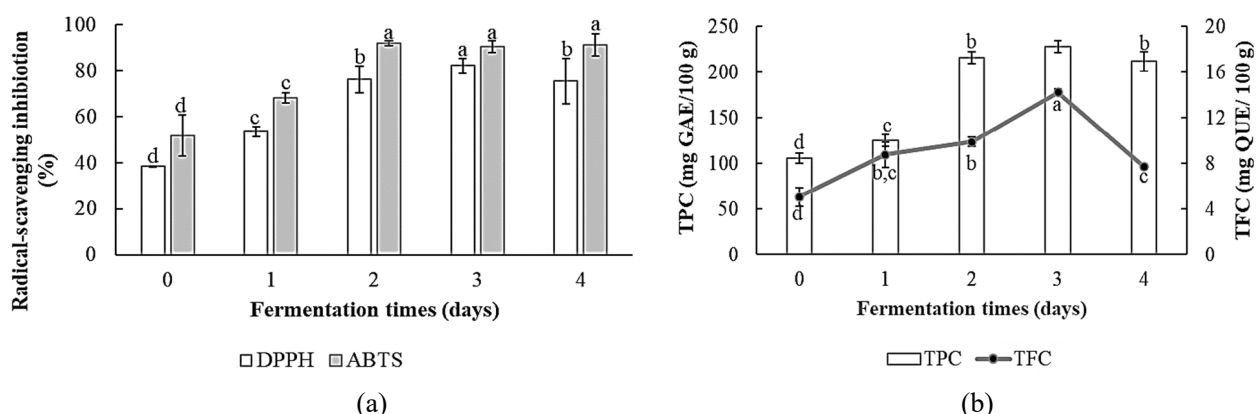 100
80
60
40
20
0
Radical-scavenging inhibiotion
(%)
d
d
c
c
b
a
a
a
b
a
0 1 2 3 4
Fermentation times (days)
DPPH ABTS
(a)
250
200
150
100
50
0
TPC (mg GAE/100 g)
20
16
12
8
4
0
TFC (mg QUE/ 100 g)
d
c
b
a
b
d
b,c
b
a
c
0 1 2 3 4
Fermentation times (days)
TPC TFC
(b)